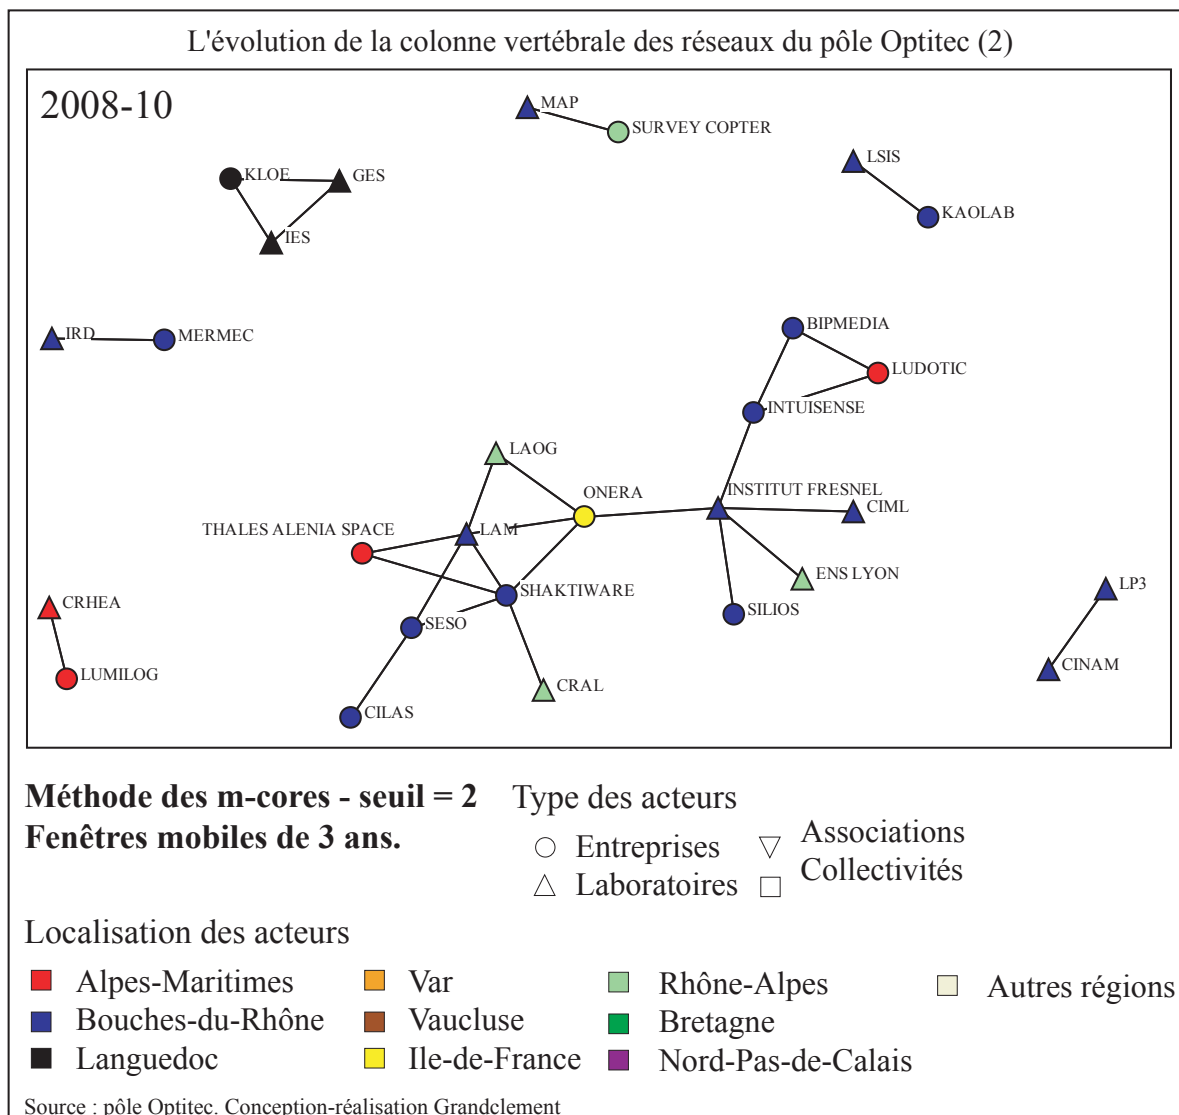 L'évolution de la colonne vertébrale des réseaux du pôle Optitec (2)
2008-10
MAP
SURVEY COPTER
LSIS
KAOLAB
KLOE
GES
IES
IRD
MERMEC
BIPMEDIA
LUDOTIC
INTUISENSE
LAOG
ONERA
INSTITUT FRESNEL
CIML
THALES ALENIA SPACE
LAM
ENS LYON
SHAKTIWARE
SILIOS
LP3
CRHEA
SESO
CINAM
LUMILOG
CRAL
CILAS
Méthode des m-cores - seuil = 2
Fenêtres mobiles de 3 ans.
Type des acteurs
Entreprises
Associations
Laboratoires
Collectivités
Localisation des acteurs
Alpes-Maritimes
Var
Rhône-Alpes
Autres régions
Bouches-du-Rhône
Vaucluse
Bretagne
Languedoc
Ile-de-France
Nord-Pas-de-Calais
Source : pôle Optitec. Conception-réalisation Grandclement